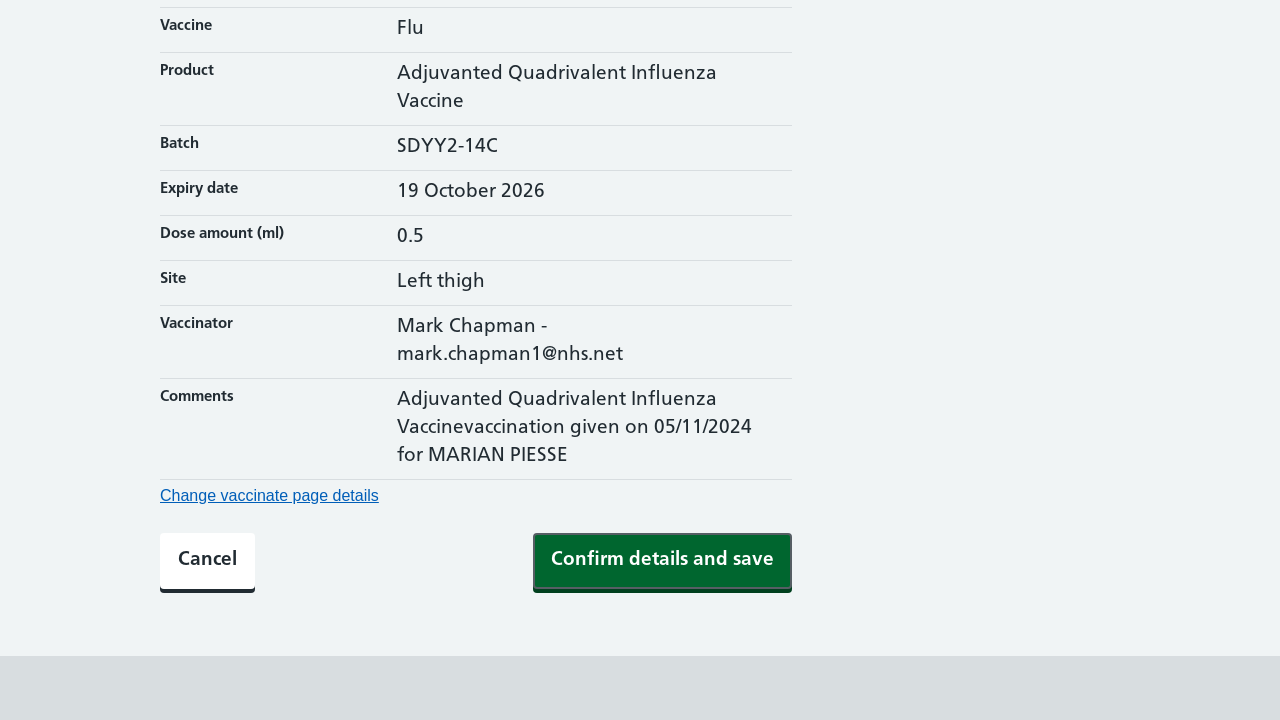 Vaccine Flu
Product Adjuvanted Quadrivalent Influenza
Vaccine
Batch SDYY2-14C
Expiry date 19 October 2026
Dose amount (ml) 0.5
Site Left thigh
Vaccinator Mark Chapman -
mark.chapman1@nhs.net
Comments Adjuvanted Quadrivalent Influenza
Vaccinevaccination given on 05/11/2024
for MARIAN PIESSE
Change vaccinate page details
Cancel Confirm details and save